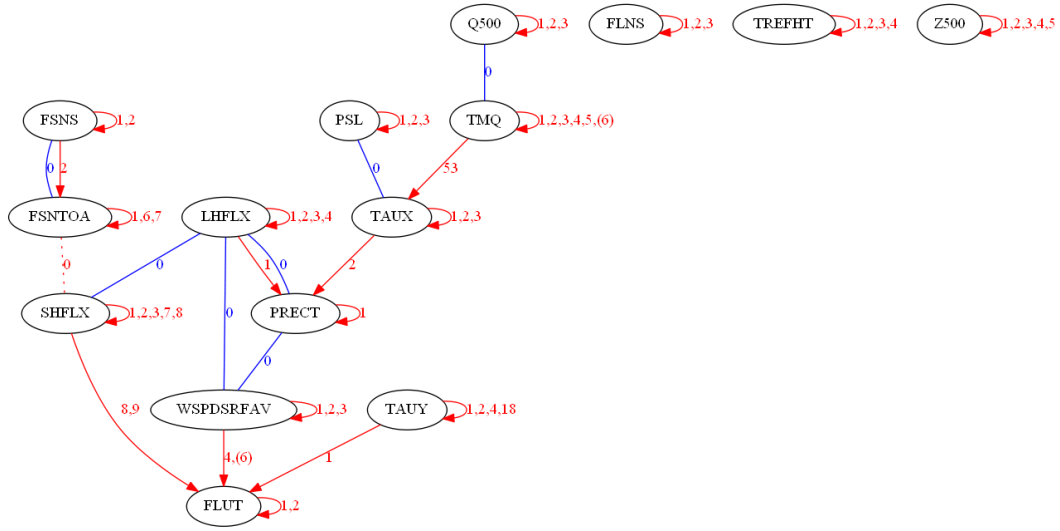 Q500 1,2,3 FLNS 1,2,3 TREFHT 1,2,3,4 Z500 1,2,3,4,5
0
FSNS 1,2 PSL 1,2,3 TMQ 1,2,3,4,5,(6)
0 2 0 53
FSNTOA 1,6,7 LHFLX 1,2,3,4 TAUX 1,2,3
0 0 1 0 2
SHFLX 1,2,3,7,8 0 PRECT 1
0
8,9 WSPDSRFAV 1,2,3 TAUY 1,2,4,18
4,(6) 1
FLUT 1,2